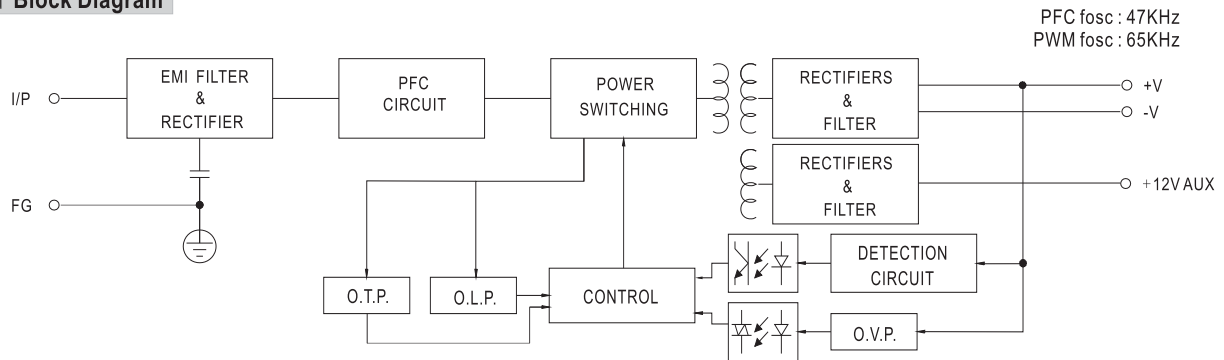 Block Diagram
PFC fosc : 47KHz
PWM fosc : 65KHz
I/P
EMI FILTER
&
RECTIFIER
PFC
CIRCUIT
POWER
SWITCHING
RECTIFIERS
&
FILTER
+V
-V
RECTIFIERS
&
FILTER
+12V AUX
FG
DETECTION
CIRCUIT
O.T.P.
O.L.P.
CONTROL
O.V.P.